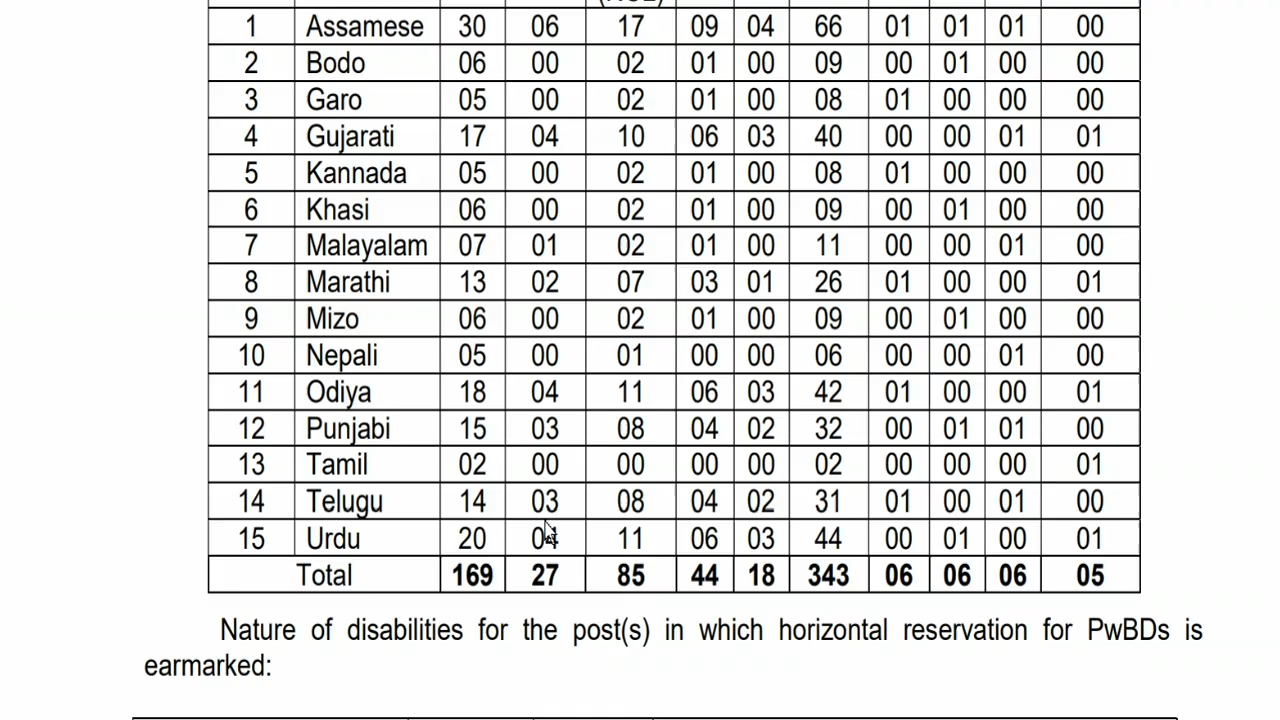 1 Assamese 30 06 17 09 04 66 01 01 01 00
2 Bodo 06 00 02 01 00 09 00 01 00 00
3 Garo 05 00 02 01 00 08 01 00 00 00
4 Gujarati 17 04 10 06 03 40 00 00 01 01
5 Kannada 05 00 02 01 00 08 01 00 00 00
6 Khasi 06 00 02 01 00 09 00 01 00 00
7 Malayalam 07 01 02 01 00 11 00 00 01 00
8 Marathi 13 02 07 03 01 26 01 00 00 01
9 Mizo 06 00 02 01 00 09 00 01 00 00
10 Nepali 05 00 01 00 00 06 00 00 01 00
11 Odiya 18 04 11 06 03 42 01 00 00 01
12 Punjabi 15 03 08 04 02 32 00 01 01 00
13 Tamil 02 00 00 00 00 02 00 00 00 01
14 Telugu 14 03 08 04 02 31 01 00 01 00
15 Urdu 20 04 11 06 03 44 00 01 00 01
Total 169 27 85 44 18 343 06 06 06 05
Nature of disabilities for the post(s) in which horizontal reservation for PwBDs is
earmarked: